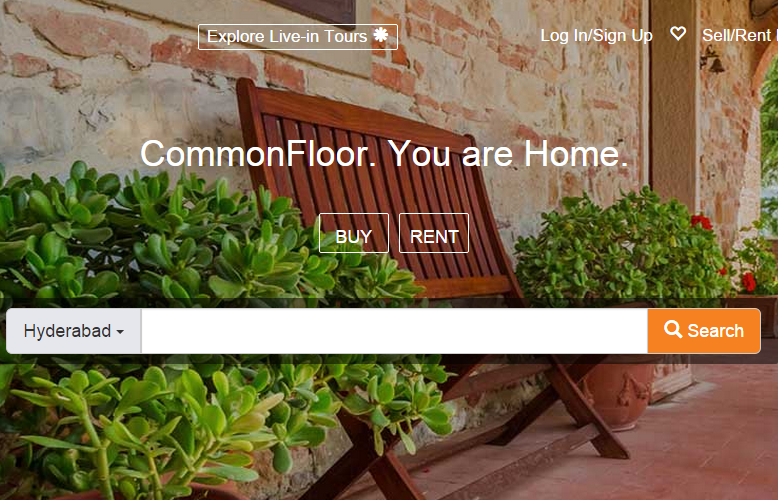 Explore Live-in Tours
Log In/Sign Up
Sell/Rent
CommonFloor. You are Home.
BUY
RENT
Hyderabad
Search